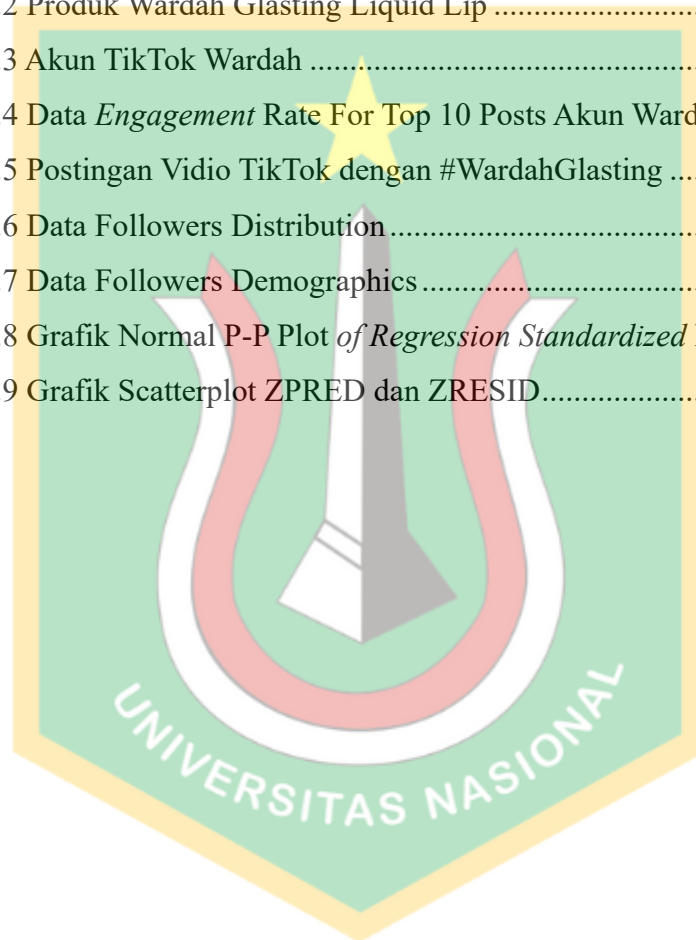 .2 Produk Wardah Glasting Liquid Lip ........................
.3 Akun TikTok Wardah ................................................
.4 Data Engagement Rate For Top 10 Posts Akun Ward
.5 Postingan Vidio TikTok dengan #WardahGlasting ....
.6 Data Followers Distribution......................................
.7 Data Followers Demographics..................................
.8 Grafik Normal P-P Plot of Regression Standardized
.9 Grafik Scatterplot ZPRED dan ZRESID...................
UNIVERSITAS NASIONAL